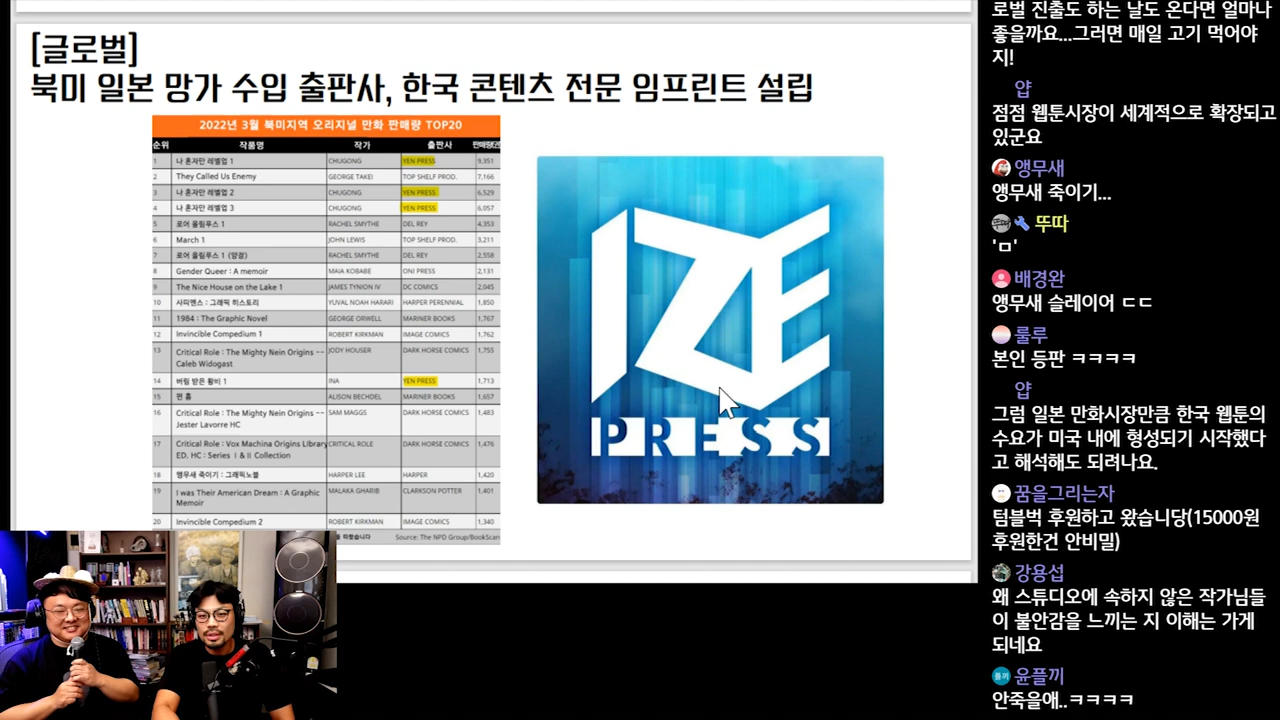 [글로벌]
북미 일본 망가 수입 출판사, 한국 콘텐츠 전문 임프린트 설립
2022년 3월 북미지역 오리지널 만화 판매량 TOP20
순위 작품명 작가 출판사
1 나 혼자만 레벨업 1 CHUGONG YEN PRESS 9,351
2 They Called Us Enemy GEORGE TAKEI TOP SHELF PROD. 7,166
3 나 혼자만 레벨업 2 CHUGONG YEN PRESS 6,529
4 나 혼자만 레벨업 3 CHUGONG YEN PRESS 6,057
5 로어 올림푸스 1 RACHEL SMYTHE DEL REY 4,353
6 March 1 JOHN LEWIS TOP SHELF PROD. 3,211
7 로어 올림푸스 1 (양장) RACHEL SMYTHE DEL REY 2,558
8 Gender Queer : A memoir MAIA KOBABE ONI PRESS 2,131
9 The Nice House on the Lake 1 JAMES TYNION IV DC COMICS 2,045
10 사피엔스 : 그래픽 히스토리 YUVAL NOAH HARARI HARPER PERENNIAL 1,850
11 1984 : The Graphic Novel GEORGE ORWELL MARINER BOOKS 1,767
12 Invincible Compedium 1 ROBERT KIRKMAN IMAGE COMICS 1,762
13 Critical Role : The Mighty Nein Origins -- JODY HOUSER DARK HORSE COMICS 1,755
Caleb Widogast
14 버림 받은 황비 1 INA YEN PRESS 1,713
15 펀 홈 ALISON BECHDEL MARINER BOOKS 1,657
16 Critical Role : The Mighty Nein Origins -- SAM MAGGS DARK HORSE COMICS 1,483
Jester Lavorre HC
17 Critical Role : Vox Machina Origins Library CRITICAL ROLE DARK HORSE COMICS 1,476
ED. HC : Series I & II Collection
18 앵무새 죽이기 : 그래픽노블 HARPER LEE HARPER 1,420
19 I was Their American Dream : A Graphic MALAKA GHARIB CLARKSON POTTER 1,401
Memoir
20 Invincible Compedium 2 ROBERT KIRKMAN IMAGE COMICS 1,340
Source: The NPD Group/BookScan
IZE
PRESS
로벌 진출도 하는 날도 온다면 얼마나
좋을까요...그러면 매일 고기 먹어야
지!
얍
점점 웹툰시장이 세계적으로 확장되고
있군요
앵무새
앵무새 죽이기...
뚜따
'ㅁ'
배경완
앵무새 슬레이어 ㄷㄷ
룰루
본인 등판 ㅋㅋㅋㅋ
얍
그럼 일본 만화시장만큼 한국 웹툰의
수요가 미국 내에 형성되기 시작했다
고 해석해도 되려나요.
꿈을그리는자
텀블벅 후원하고 왔습니당(15000원
후원한건 안비밀)
강용섭
왜 스튜디오에 속하지 않은 작가님들
이 불안감을 느끼는 지 이해는 가게
되네요
윤플끼
안죽을애..ㅋㅋㅋㅋ